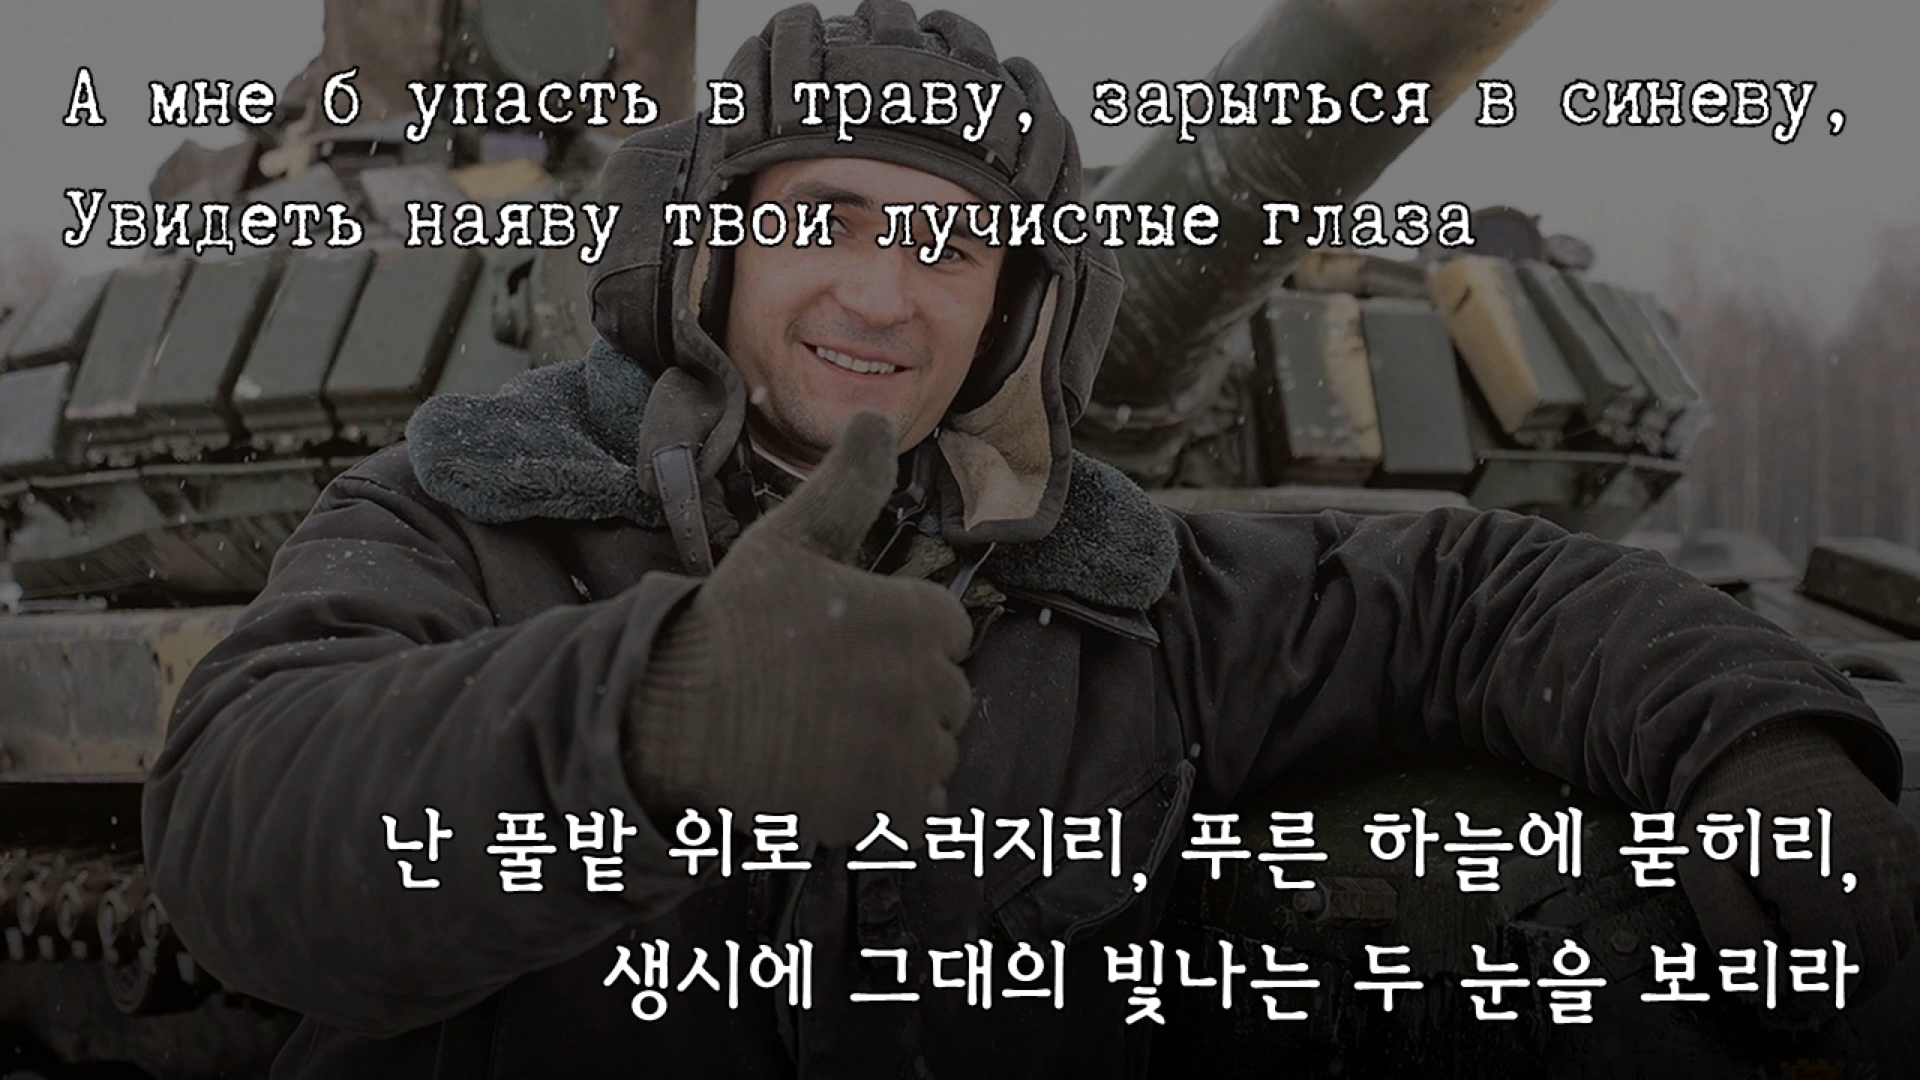 А мне б упасть в траву, зарыться в синеву,
Увидеть наяву твои лучистые глаза
난 풀밭 위로 스러지리, 푸른 하늘에 묻히리,
생시에 그대의 빛나는 두 눈을 보리라